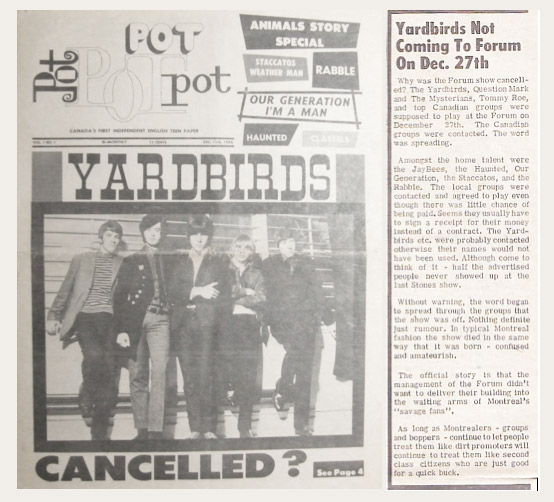 Pot
POT
POT
pot
CANADA'S FIRST INDEPENDENT ENGLISH TEEN PAPER
ANIMALS STORY
SPECIAL
STACCATOS
WEATHER MAN
RABBLE
OUR GENERATION
I'M A MAN
HAUNTED
CLASSELS
YARDBIRDS
CANCELLED?
See Page 4
Yardbirds Not
Coming To Forum
On Dec. 27th
Why was the Forum show cancell-
ed? The Yardbirds, Question Mark
and The Mysterians, Tommy Roe,
and top Canadian groups were
supposed to play at the Forum on
December 27th. The Canadian
groups were contacted. The word
was spreading.
Amongst the home talent were
the JayBees, the Haunted, Our
Generation, the Staccatos, and the
Rabble. The local groups were
contacted and agreed to play even
though there was little chance of
being paid. Seems they usually have
to sign a receipt for their money
instead of a contract. The Yard-
birds etc. were probably contacted
otherwise their names would not
have been used. Although come to
think of it - half the advertised
people never showed up at the
last Stones show.
Without warning, the word began
to spread through the groups that
the show was off. Nothing definite
just rumour. In typical Montreal
fashion the show died in the same
way that it was born - confused
and amateurish.
The official story is that the
management of the Forum didn't
want to deliver their building into
the waiting arms of Montreal's
"savage fans".
As long as Montrealers - groups
and boppers - continue to let people
treat them like dirt promoters will
continue to treat them like second
class citizens who are just good
for a quick buck.